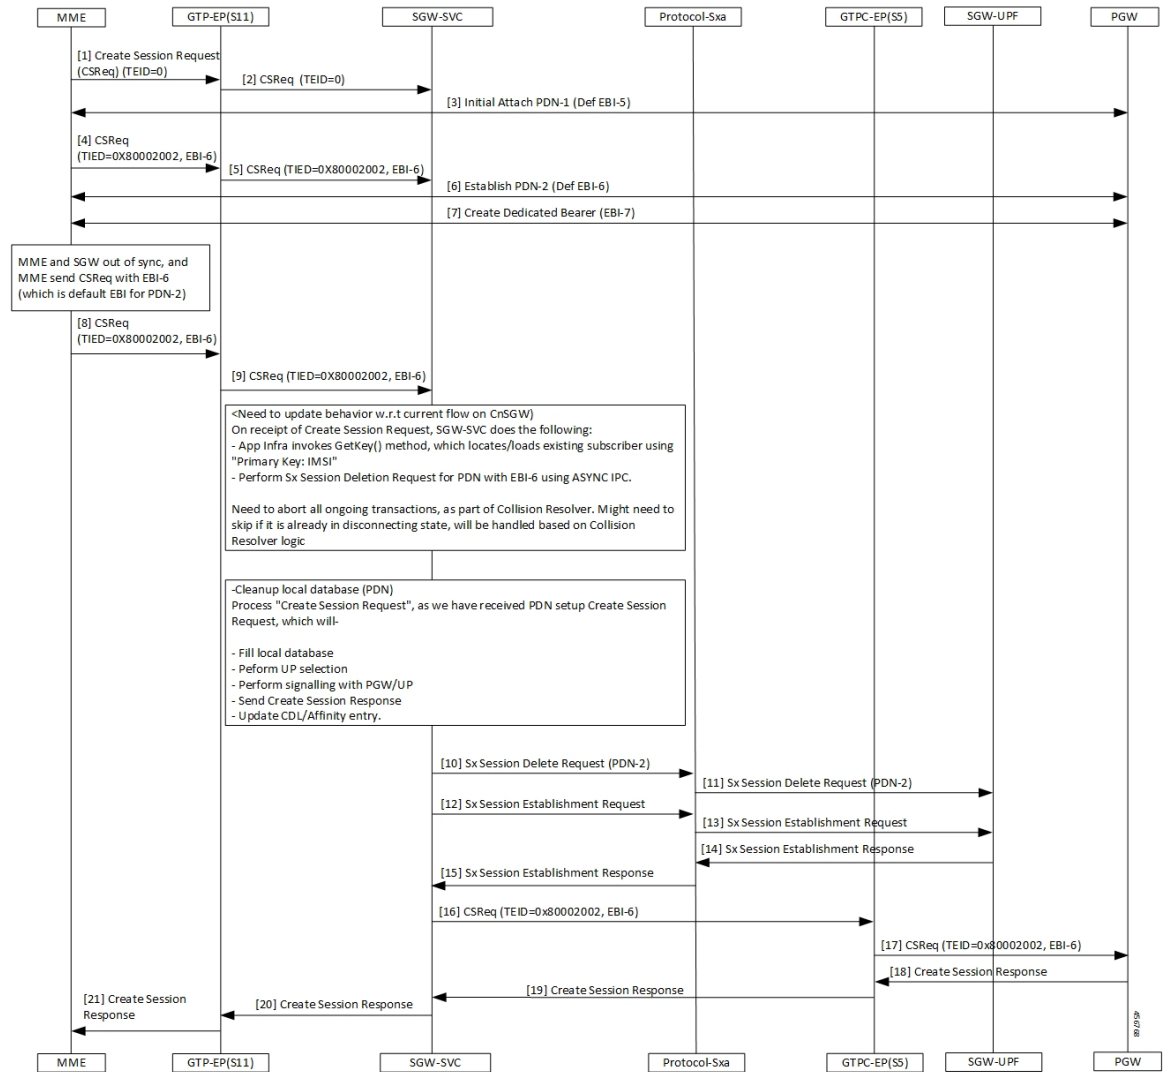 MME
GTP-EP(S11)
SGW-SVC
Protocol-Sxa
GTPC-EP(S5)
SGW-UPF
PGW
[1] Create Session Request
(CSReq) (TEID=0)
[2] CSReq (TEID=0)
[3] Initial Attach PDN-1 (Def EBI-5)
[4] CSReq
(TIED=0X80002002, EBI-6)
[5] CSReq (TIED=0X80002002, EBI-6)
[6] Establish PDN-2 (Def EBI-6)
[7] Create Dedicated Bearer (EBI-7)
MME and SGW out of sync, and
MME send CSReq with EBI-6
(which is default EBI for PDN-2)
[8] CSReq
(TIED=0X80002002, EBI-6)
[9] CSReq (TIED=0X80002002, EBI-6)
<Need to update behavior w.r.t current flow on CnSGW)
On receipt of Create Session Request, SGW-SVC does the following:
- App Infra invokes GetKey() method, which locates/loads existing subscriber using
"Primary Key: IMSI"
- Perform Sx Session Deletion Request for PDN with EBI-6 using ASYNC IPC.
Need to abort all ongoing transactions, as part of Collision Resolver. Might need to
skip if it is already in disconnecting state, will be handled based on Collision
Resolver logic
-Cleanup local database (PDN)
Process "Create Session Request", as we have received PDN setup Create Session
Request, which will-
- Fill local database
- Peform UP selection
- Perform signalling with PGW/UP
- Send Create Session Response
- Update CDL/Affinity entry.
[10] Sx Session Delete Request (PDN-2)
[11] Sx Session Delete Request (PDN-2)
[12] Sx Session Establishment Request
[13] Sx Session Establishment Request
[14] Sx Session Establishment Response
[15] Sx Session Establishment Response
[16] CSReq (TEID=0x80002002, EBI-6)
[17] CSReq (TEID=0x80002002, EBI-6)
[18] Create Session Response
[19] Create Session Response
[20] Create Session Response
[21] Create Session
Response
456768
MME
GTP-EP(S11)
SGW-SVC
Protocol-Sxa
GTPC-EP(S5)
SGW-UPF
PGW